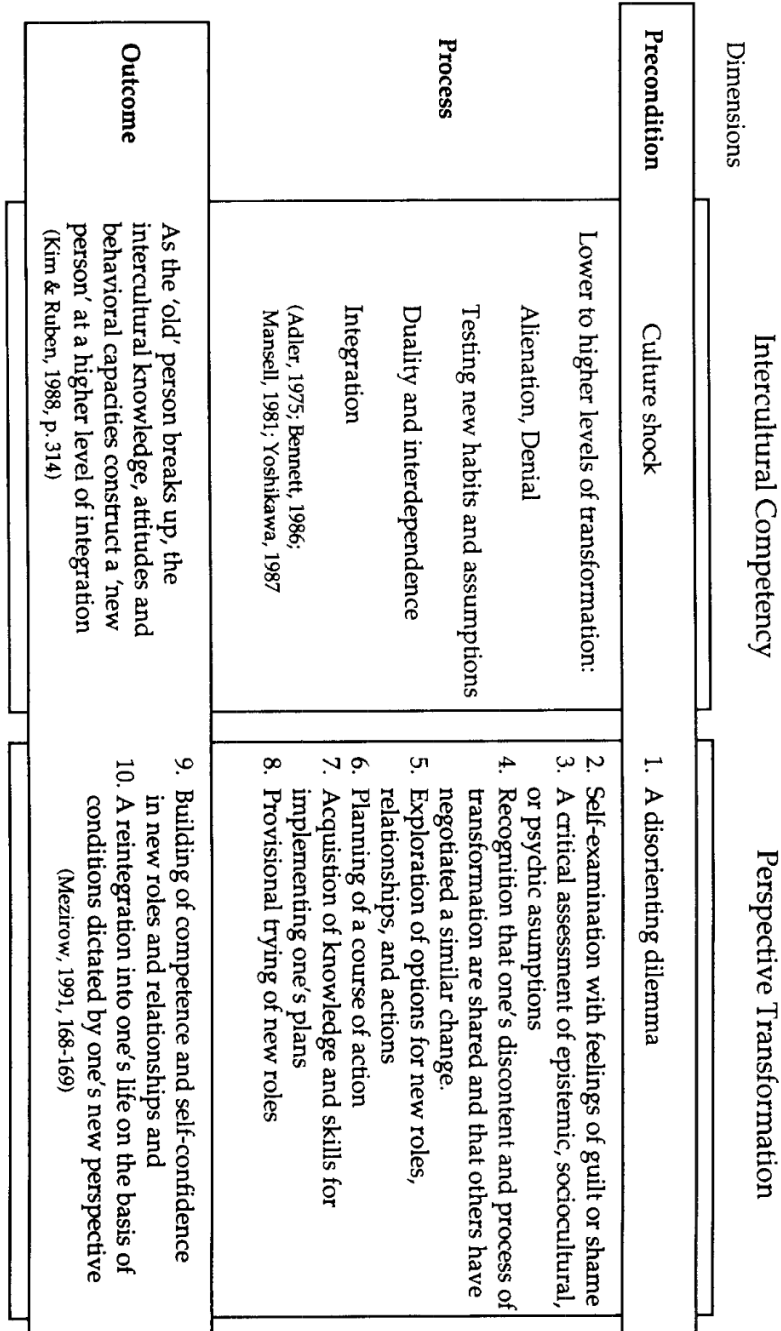 Dimensions
Intercultural Competency
Perspective Transformation
Precondition
Culture shock
1. A disorienting dilemma
Process
Lower to higher levels of transformation:
Alienation, Denial
Testing new habits and assumptions
Duality and interdependence
Integration
(Adler, 1975; Bennett, 1986;
Mansell, 1981; Yoshikawa, 1987
2. Self-examination with feelings of guilt or shame
3. A critical assessment of epistemic, sociocultural,
or psychic asumptions
4. Recognition that one's discontent and process of
transformation are shared and that others have
negotiated a similar change.
5. Exploration of options for new roles,
relationships, and actions
6. Planning of a course of action
7. Acquistion of knowledge and skills for
implementing one's plans
8. Provisional trying of new roles
Outcome
As the 'old' person breaks up, the
intercultural knowledge, attitudes and
behavioral capacities construct a 'new
person' at a higher level of integration
(Kim & Ruben, 1988, p. 314)
9. Building of competence and self-confidence
in new roles and relationships and
10. A reintegration into one's life on the basis of
conditions dictated by one's new perspective
(Mezirow, 1991, 168-169)